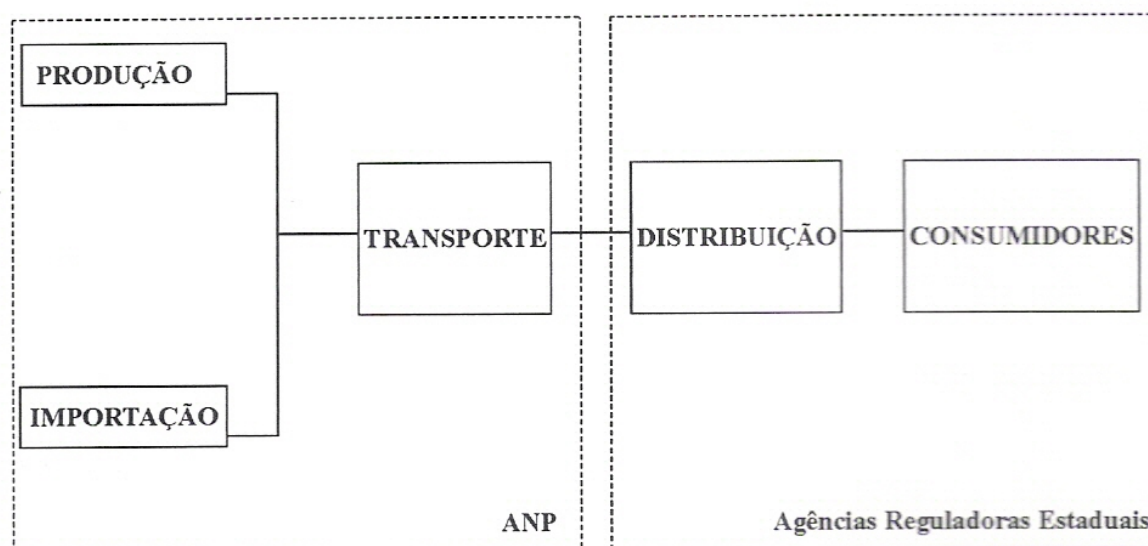 PRODUÇÃO
IMPORTAÇÃO
TRANSPORTE
DISTRIBUIÇÃO
CONSUMIDORES
ANP
Agências Reguladoras Estaduais